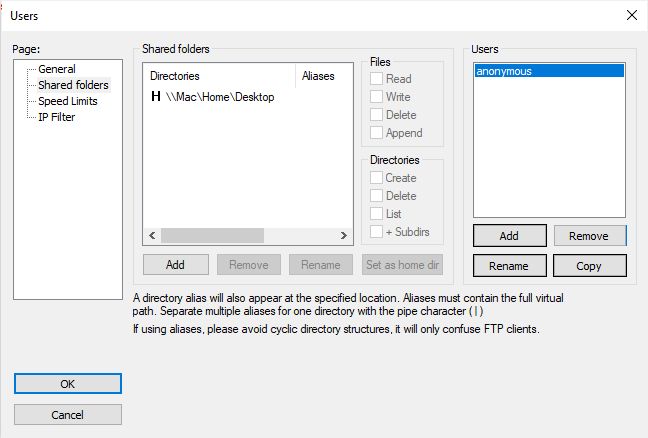 Users
Page:
General
Shared folders
Speed Limits
IP Filter
Shared folders
Directories Aliases
H \\Mac\Home\Desktop
Add Remove Rename Set as home dir
Files
Read
Write
Delete
Append
Directories
Create
Delete
List
+ Subdirs
Users
anonymous
Add Remove
Rename Copy
A directory alias will also appear at the specified location. Aliases must contain the full virtual
path. Separate multiple aliases for one directory with the pipe character (|)
If using aliases, please avoid cyclic directory structures, it will only confuse FTP clients.
OK
Cancel